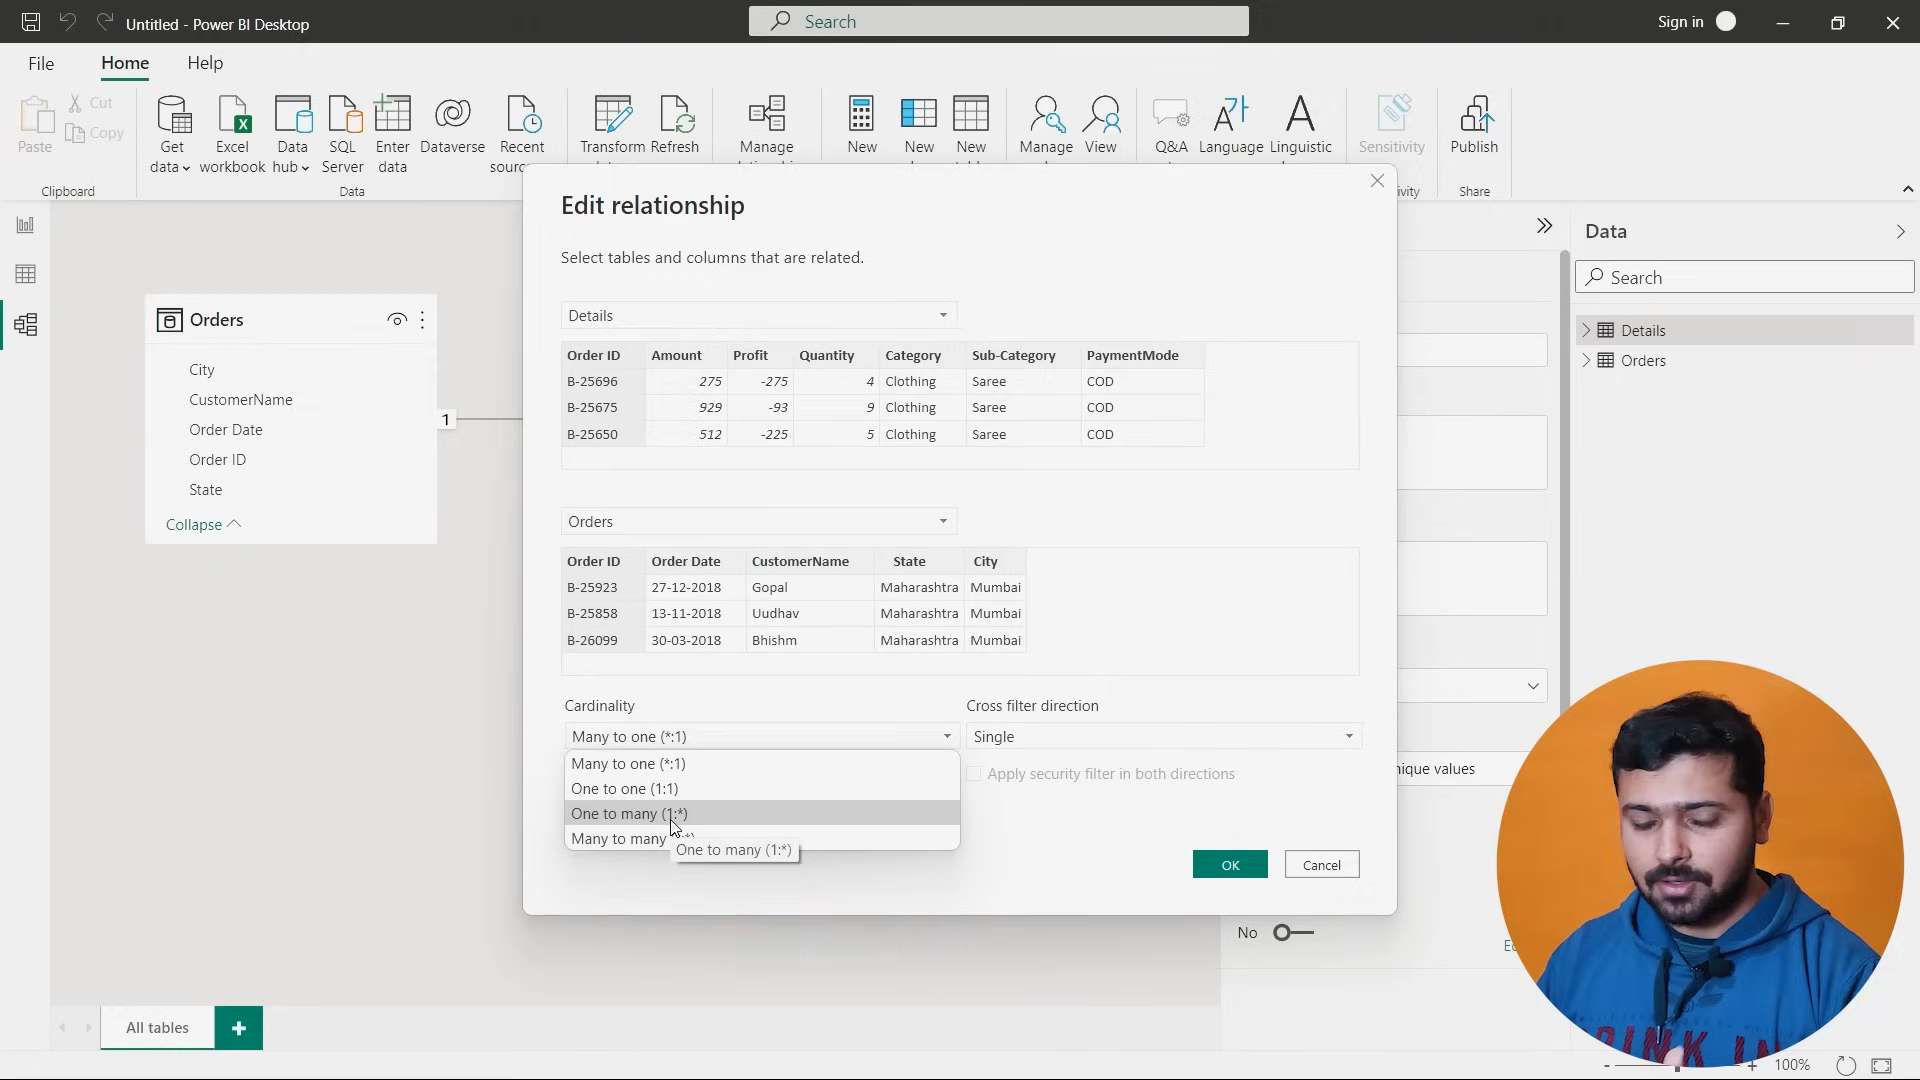 Untitled - Power BI Desktop
Search
Sign in
File
Home
Help
Paste
Cut
Copy
Clipboard
Get data
Excel workbook
Data hub
SQL Server
Enter data
Dataverse
Recent
Data
Transform
Refresh
Manage
New
New
New
Manage
View
Q&A
Language
Linguistic
Sensitivity
Publish
Share
Edit relationship
Select tables and columns that are related.
Details
Order ID Amount Profit Quantity Category Sub-Category PaymentMode
B-25696 275 -275 4 Clothing Saree COD
B-25675 929 -93 9 Clothing Saree COD
B-25650 512 -225 5 Clothing Saree COD
Orders
Order ID Order Date CustomerName State City
B-25923 27-12-2018 Gopal Maharashtra Mumbai
B-25858 13-11-2018 Uudhav Maharashtra Mumbai
B-26099 30-03-2018 Bhishm Maharashtra Mumbai
Cardinality
Many to one (*:1)
Many to one (*:1)
One to one (1:1)
One to many (1:*)
Many to many
One to many (1:*)
Cross filter direction
Single
Apply security filter in both directions
OK
Cancel
Orders
City
CustomerName
Order Date
Order ID
State
Collapse
1
Data
Search
Details
Orders
values
No
All tables
+
100%